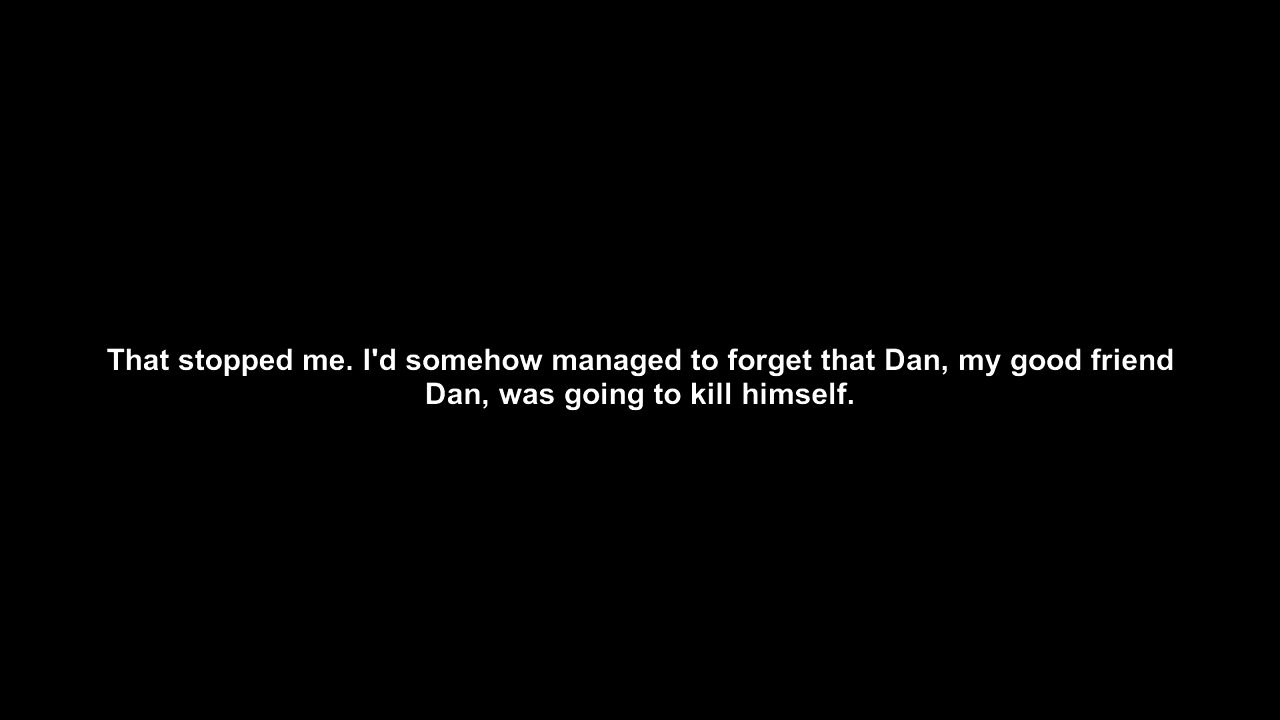 That stopped me. I'd somehow managed to forget that Dan, my good friend
Dan, was going to kill himself.